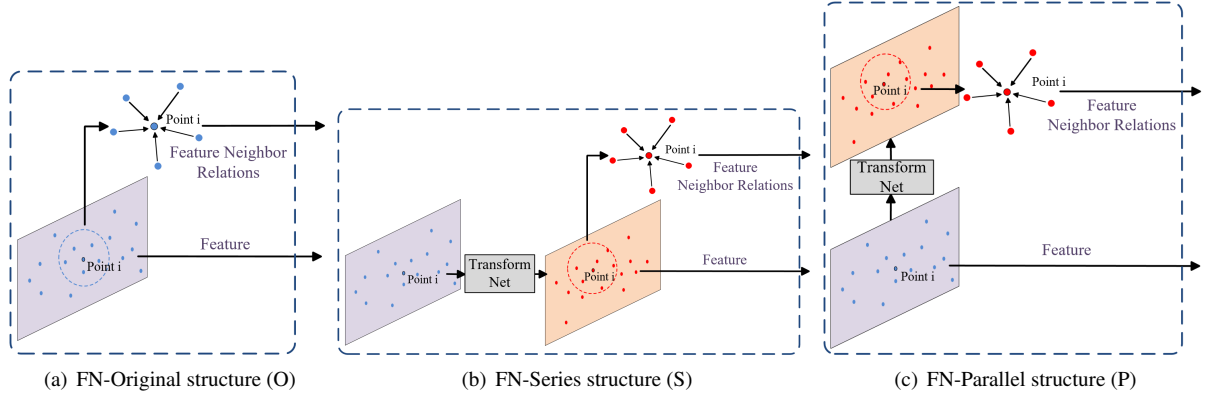 Point i
Feature Neighbor
Relations
Point i
Feature
(a) FN-Original structure (O)
Point i
Feature
Neighbor Relations
Point i
Transform
Net
Point i
Feature
(b) FN-Series structure (S)
Point i
Point i
Feature
Neighbor Relations
Transform
Net
Point i
Feature
(c) FN-Parallel structure (P)